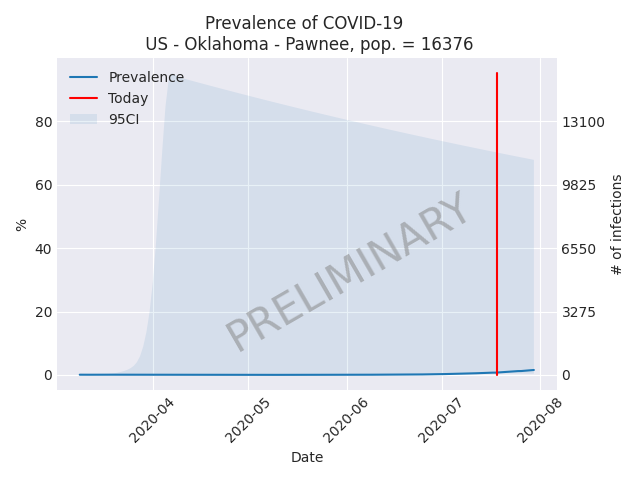 Prevalence of COVID-19
US - Oklahoma - Pawnee, pop. = 16376
Prevalence
Today
95CI
80
60
40
20
0
%
13100
9825
6550
3275
0
# of infections
PRELIMINARY
2020-04
2020-05
2020-06
2020-07
2020-08
Date